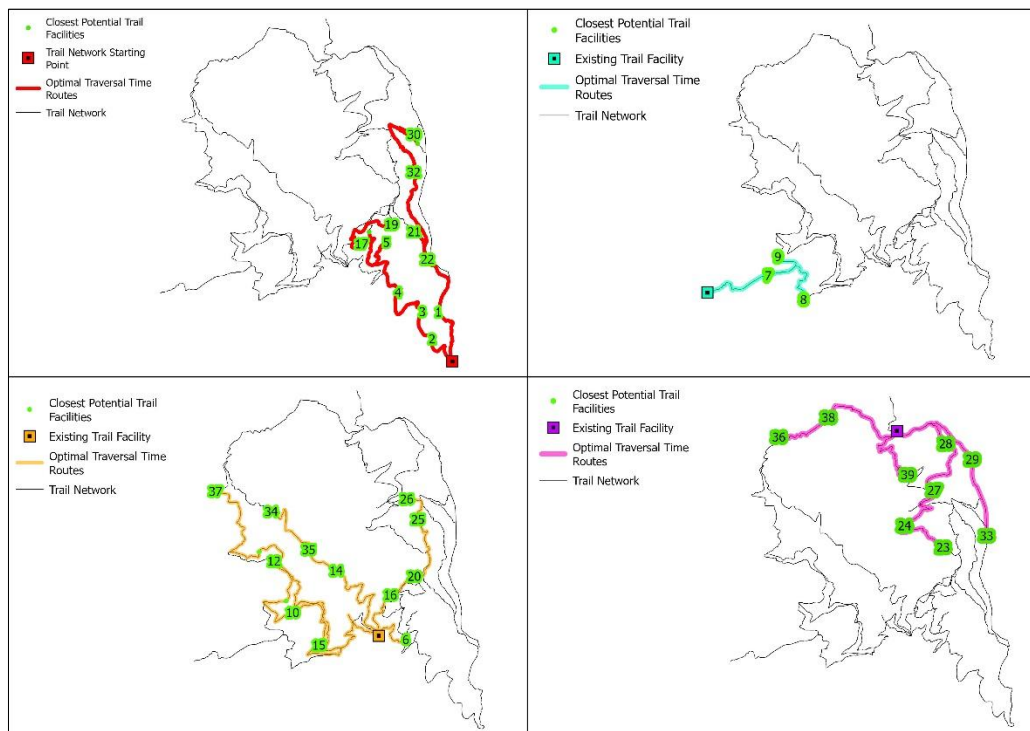 Closest Potential Trail
Facilities
Trail Network Starting
Point
Optimal Traversal Time
Routes
Trail Network
30
32
19
21
17
5
22
4
3
1
2
Closest Potential Trail
Facilities
Existing Trail Facility
Optimal Traversal Time
Routes
Trail Network
9
7
8
Closest Potential Trail
Facilities
Existing Trail Facility
Optimal Traversal Time
Routes
Trail Network
37
26
34
25
35
12
14
20
16
10
6
15
Closest Potential Trail
Facilities
Existing Trail Facility
Optimal Traversal Time
Routes
Trail Network
38
36
28
29
39
27
24
33
23